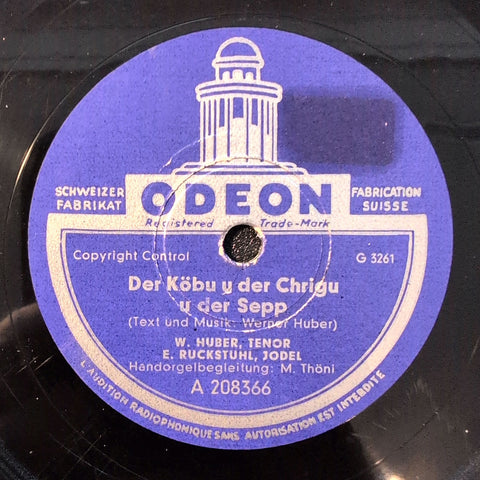 SCHWEIZER
FABRIKAT
ODEON
FABRICATION
SUISSE
Registered Trade-Mark
Copyright Control
G 3261
Der Köbu y der Chrigu
y der Sepp
(Text und Musik: Werner Huber)
W. HUBER, TENOR
E. RUCKSTUHL, JODEL
Handorgelbegleitung: M. Thöni
A 208366
L'AUDITION RADIOPHONIQUE SANS AUTORISATION EST INTERDITE